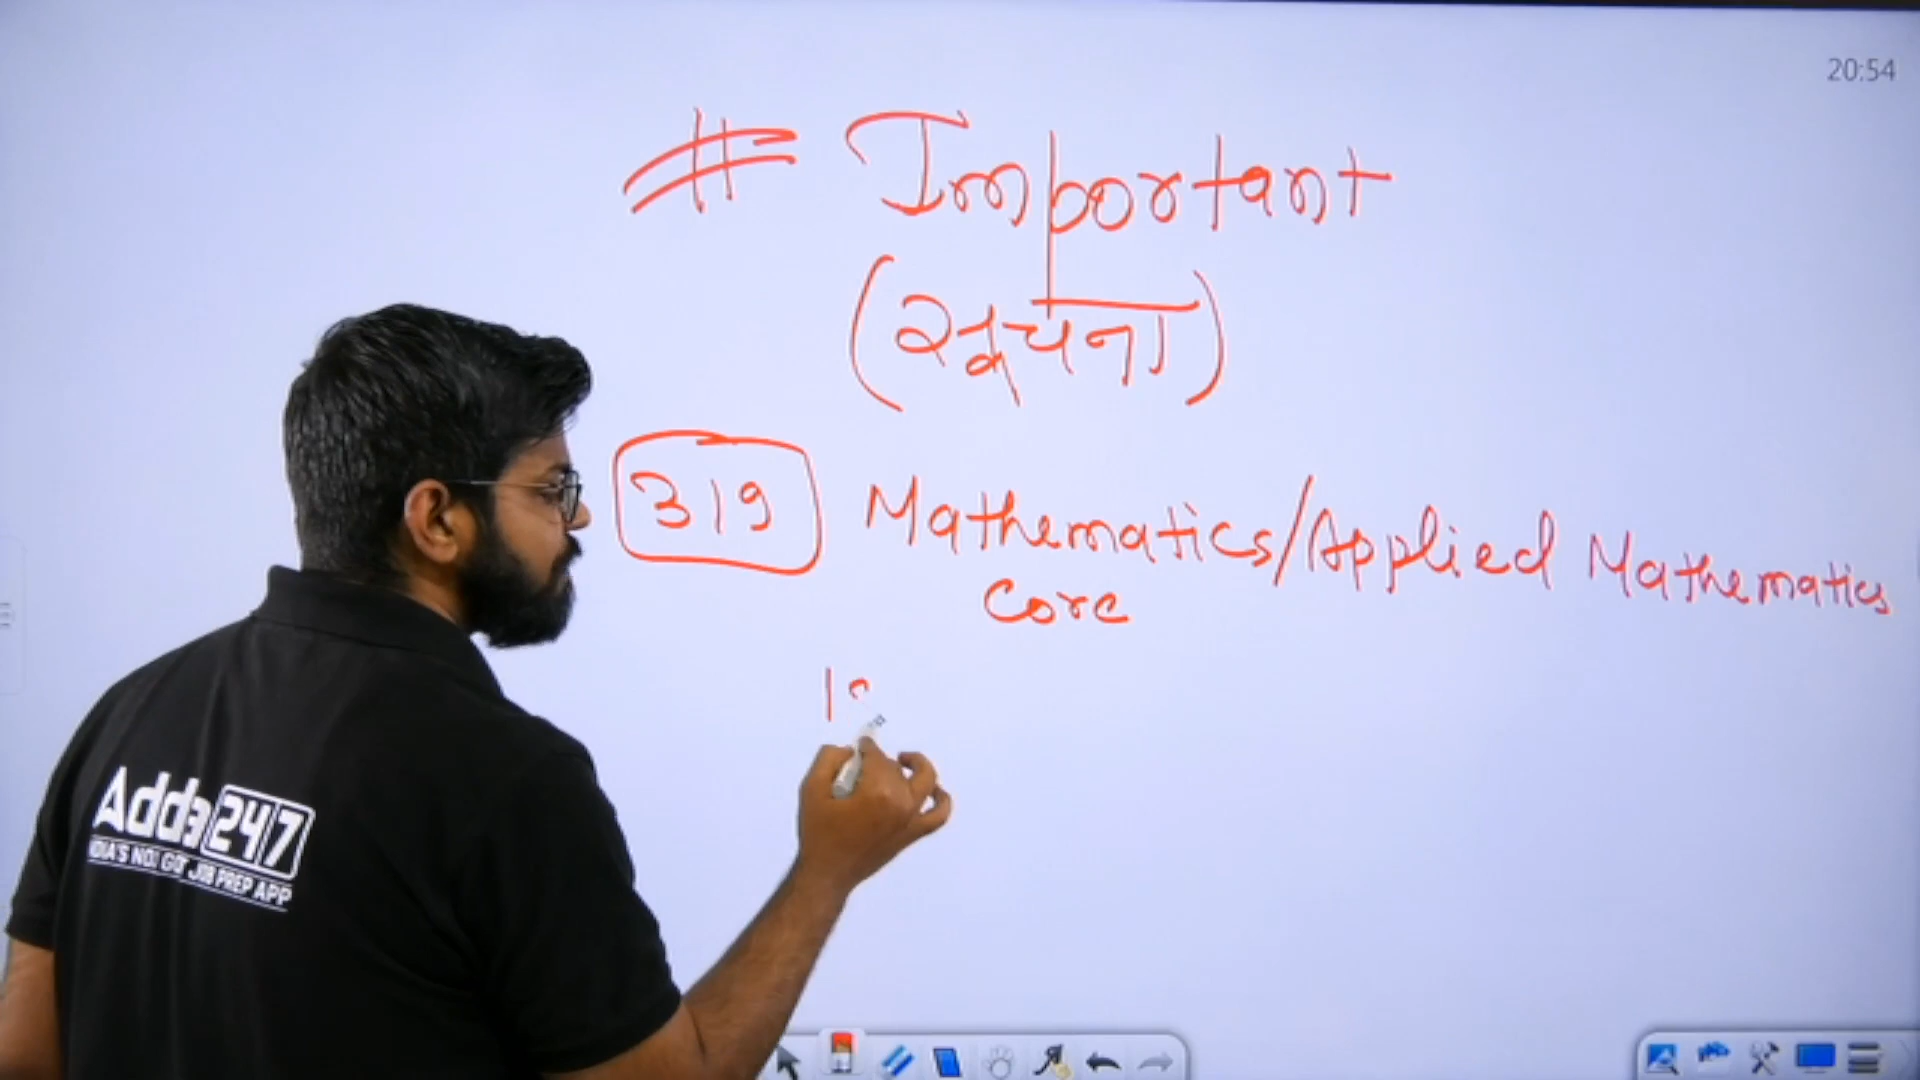 20:54
# Important
(सूचना)
319 Mathematics/Applied Mathematics
Core
Adda247
INDIA'S NO.1 GOVT JOB PREP APP